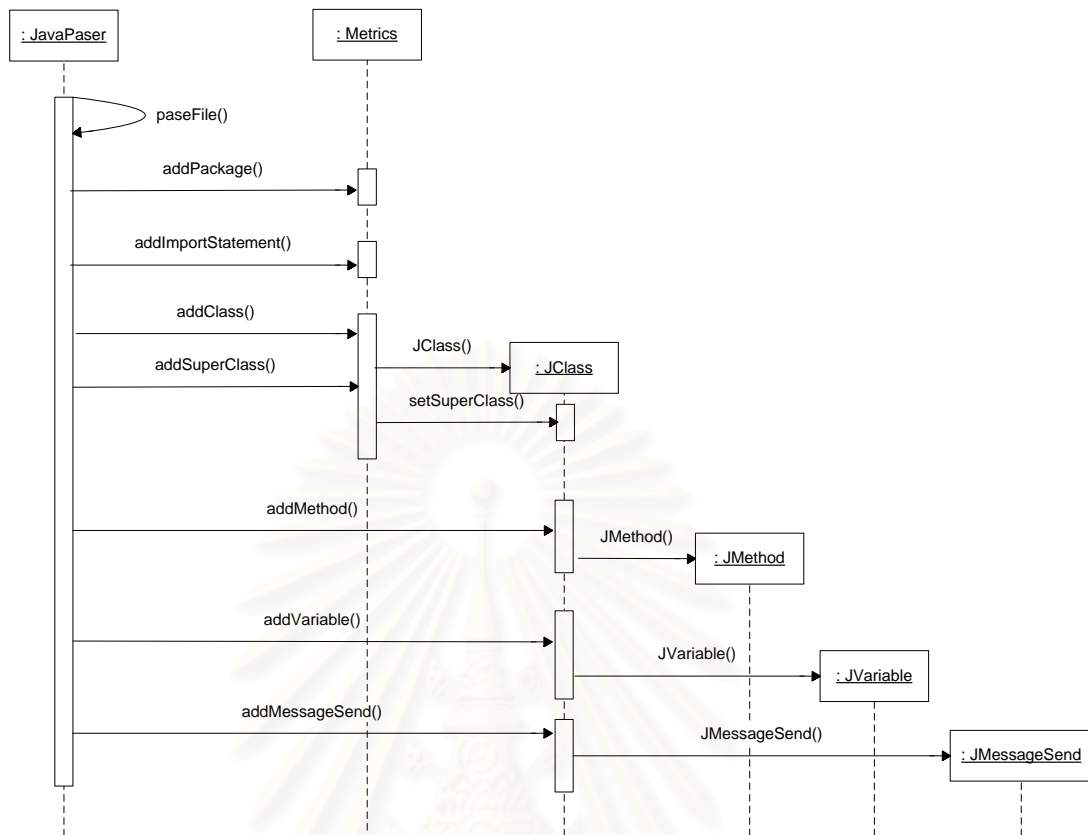 : JavaPaser
: Metrics
paseFile()
addPackage()
addImportStatement()
addClass()
JClass()
: JClass
addSuperClass()
setSuperClass()
addMethod()
JMethod()
: JMethod
addVariable()
JVariable()
: JVariable
addMessageSend()
JMessageSend()
: JMessageSend